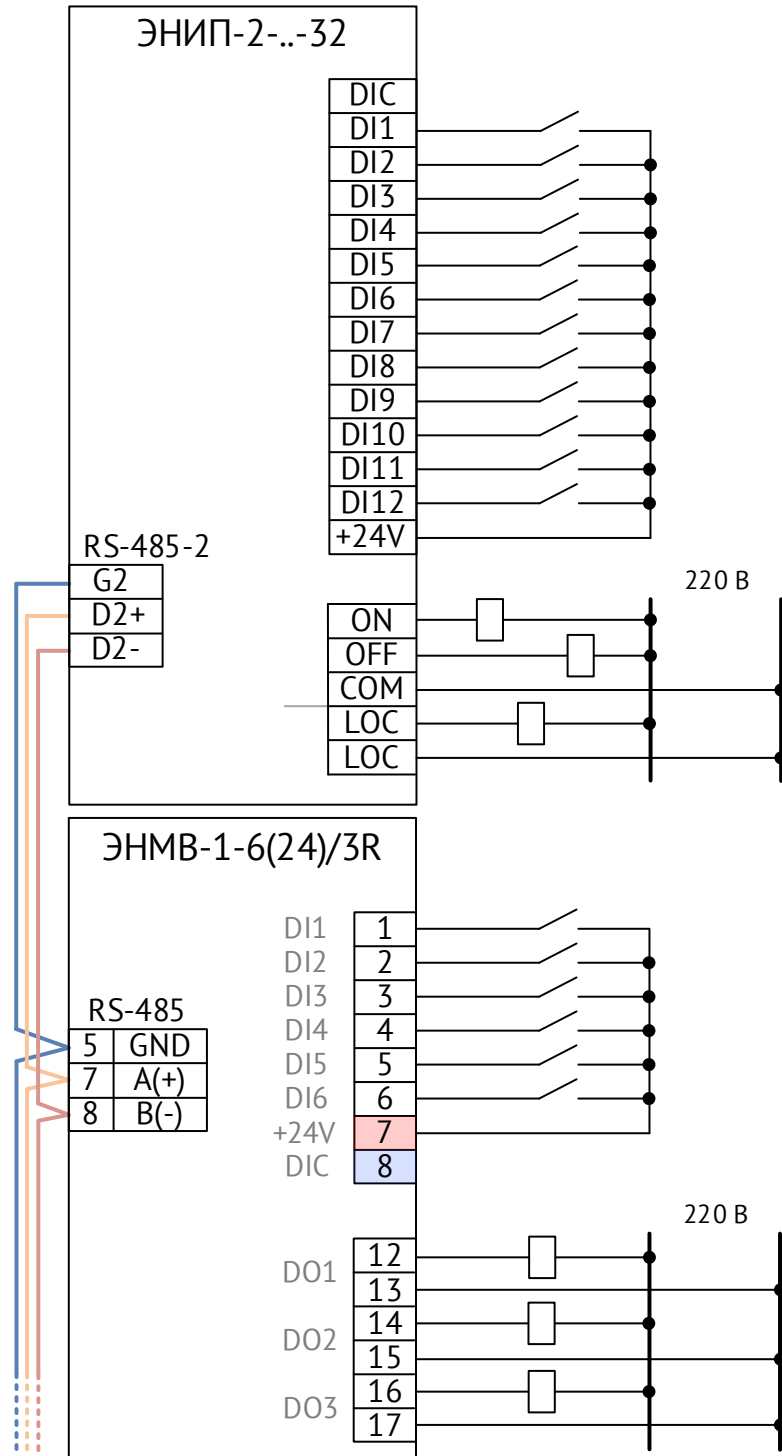 ЭНИП-2-..-32
DIC
DI1
DI2
DI3
DI4
DI5
DI6
DI7
DI8
DI9
DI10
DI11
DI12
+24V
RS-485-2
G2
D2+
D2-
220 В
ON
OFF
COM
LOC
LOC
ЭНМВ-1-6(24)/3R
DI1 1
DI2 2
DI3 3
DI4 4
DI5 5
DI6 6
+24V 7
DIC 8
RS-485
5 GND
7 A(+)
8 B(-)
220 В
DO1 12
13
DO2 14
15
DO3 16
17